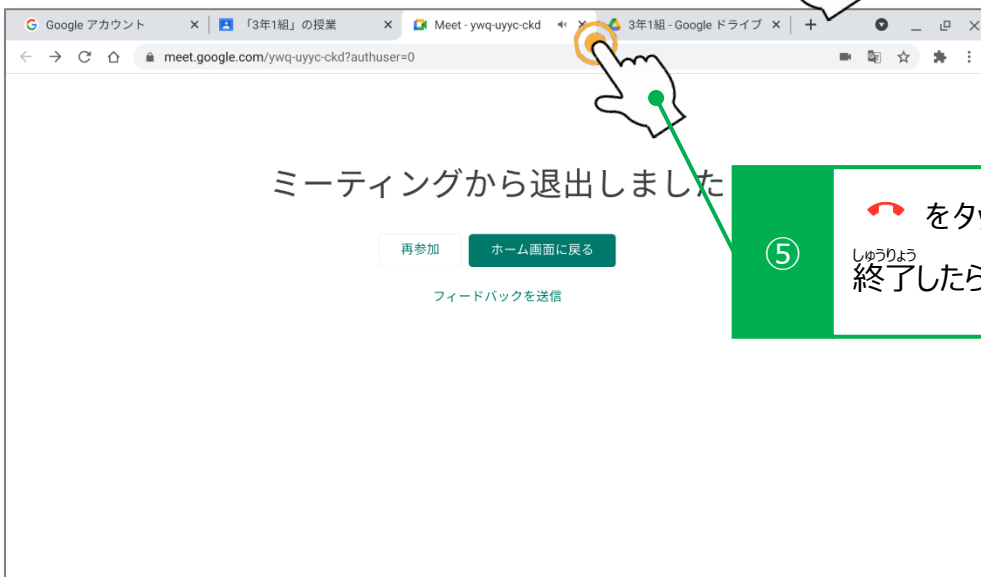 Google アカウント
「3年1組」の授業
Meet - ywq-uyyc-ckd
3年1組 - Google ドライブ
meet.google.com/ywq-uyyc-ckd?authuser=0
ミーティングから退出しました
再参加
ホーム画面に戻る
フィードバックを送信
⑤
をタ
しゅうりょう
終了したら